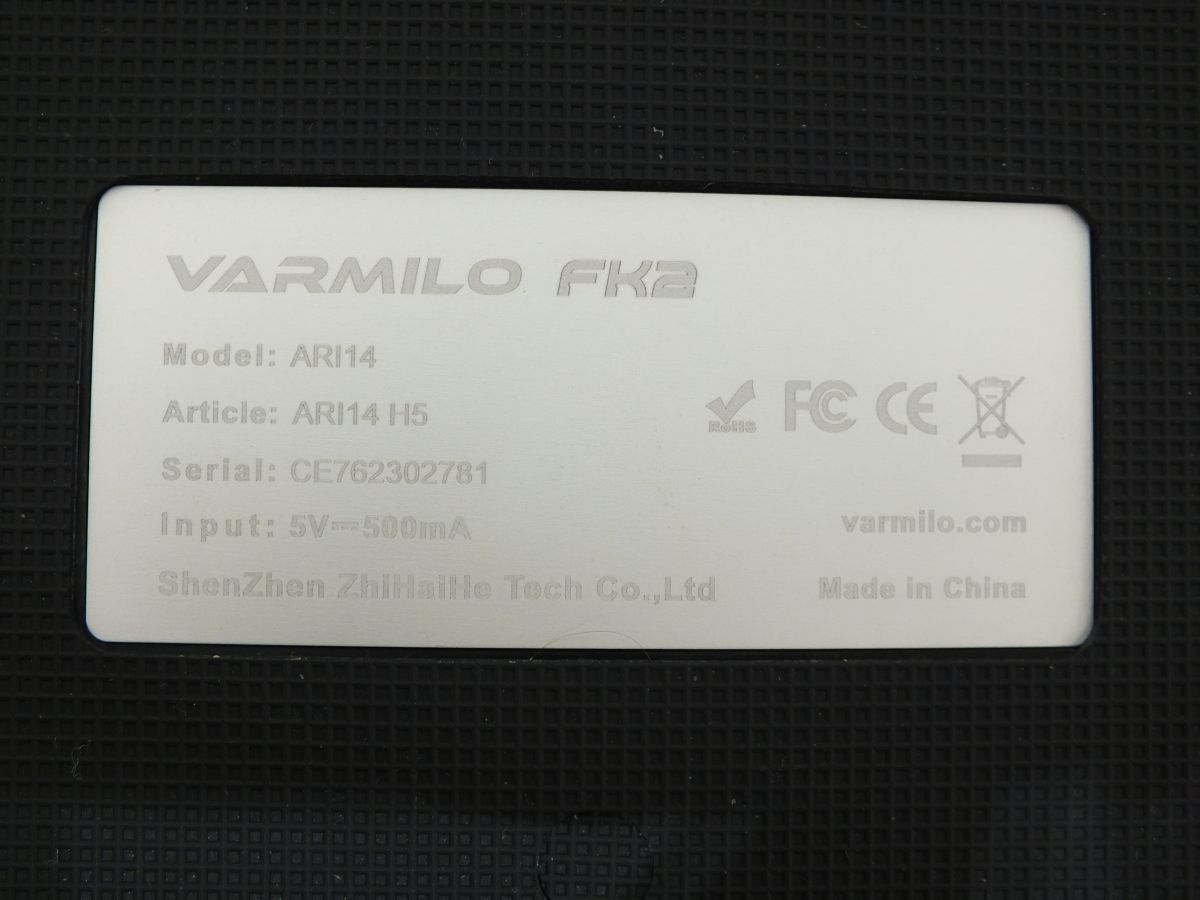 VARMILO FK2
Model: ARI14
Article: ARI14 H5
Serial: CE762302781
Input: 5V⎓500mA
ShenZhen ZhiHaiHe Tech Co.,Ltd
RoHS FC CE
varmilo.com
Made in China